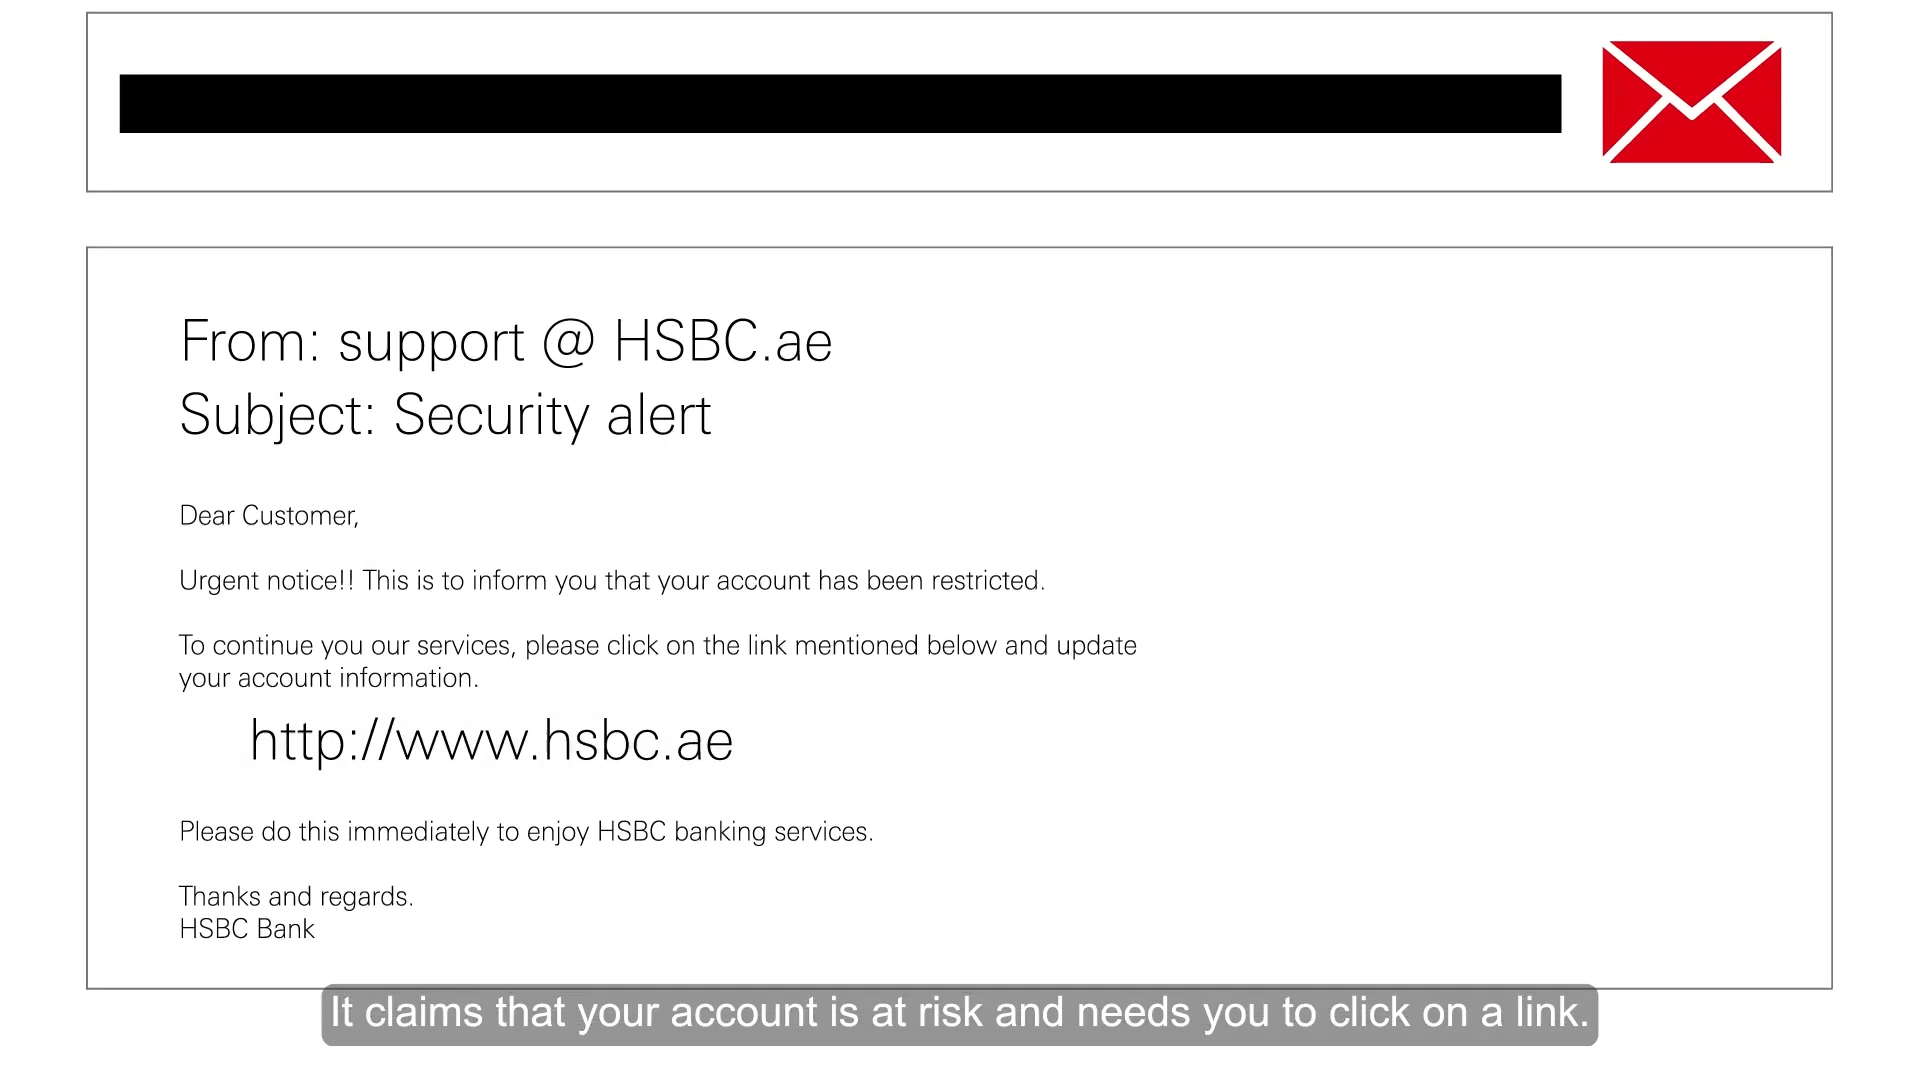 From: support @ HSBC.ae
Subject: Security alert
Dear Customer,
Urgent notice!! This is to inform you that your account has been restricted.
To continue you our services, please click on the link mentioned below and update
your account information.
http://www.hsbc.ae
Please do this immediately to enjoy HSBC banking services.
Thanks and regards.
HSBC Bank
It claims that your account is at risk and needs you to click on a link.